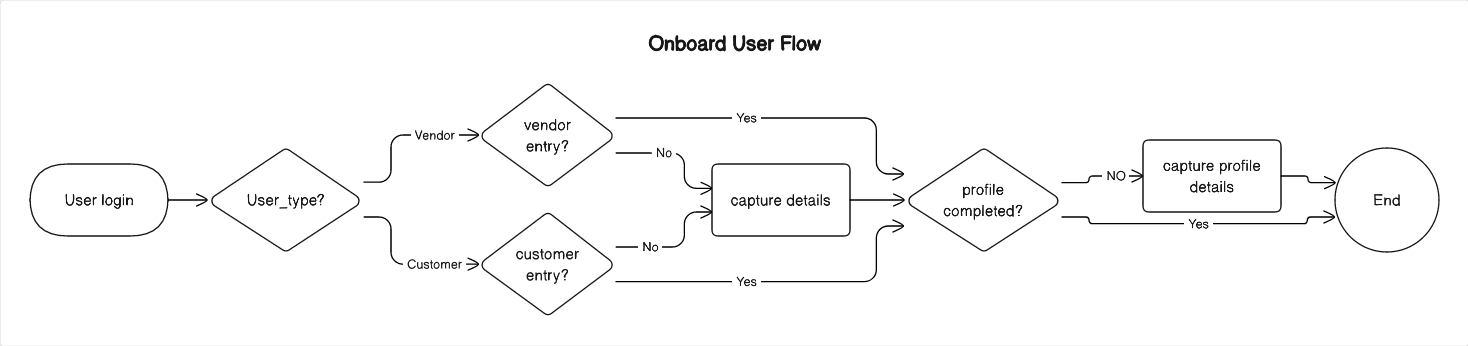 Onboard User Flow
User login
User_type?
Vendor
Customer
vendor
entry?
customer
entry?
Yes
No
No
Yes
capture details
profile
completed?
NO
Yes
capture profile
details
End